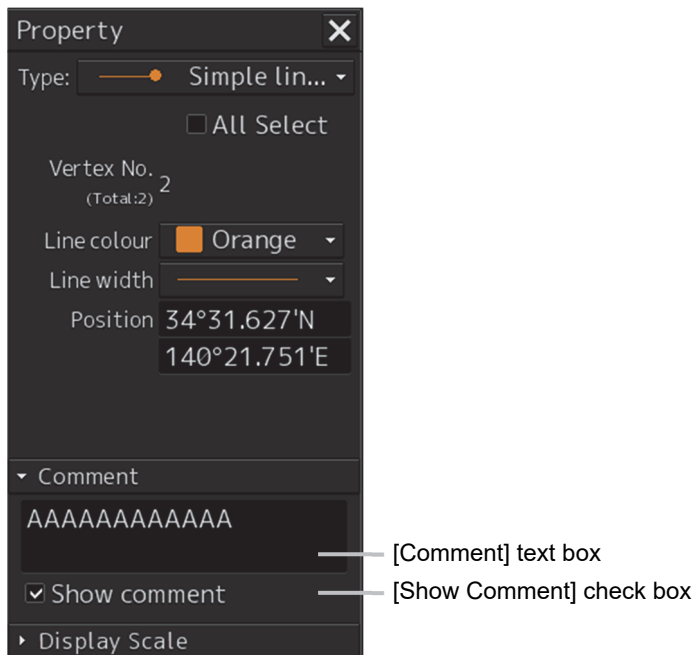 Property
Type: Simple lin...
All Select
Vertex No. 2
(Total:2)
Line colour Orange
Line width
Position 34°31.627'N
140°21.751'E
Comment
AAAAAAAAAAAA
[Comment] text box
Show comment [Show Comment] check box
Display Scale